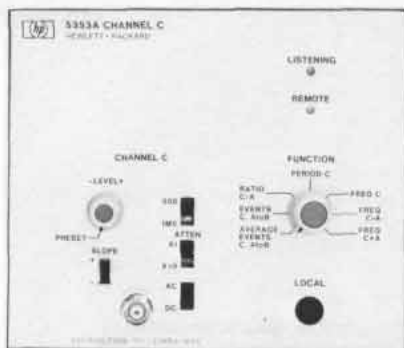 hp
5353A CHANNEL C
HEWLETT · PACKARD
LISTENING
REMOTE
CHANNEL C
FUNCTION
PERIOD C
-LEVEL+
PRESET
SLOPE
+
-
50Ω
1MΩ
ATTEN
X1
X10
AC
DC
RATIO
C/A
EVENTS
C, A to B
AVERAGE
EVENTS
C, A to B
FREQ C
FREQ
C-A
FREQ
C+A
LOCAL